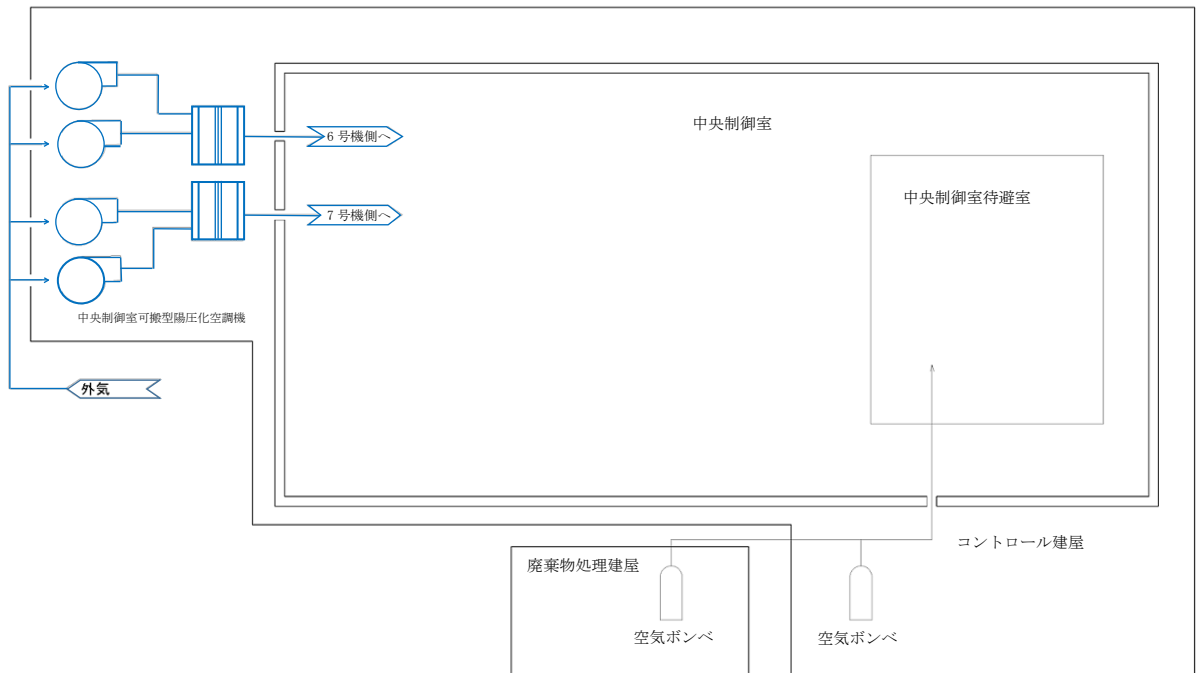 中央制御室
6号機側へ
中央制御室待避室
7号機側へ
中央制御室可搬型陽圧化空調機
外気
コントロール建屋
廃棄物処理建屋
空気ボンベ
空気ボンベ